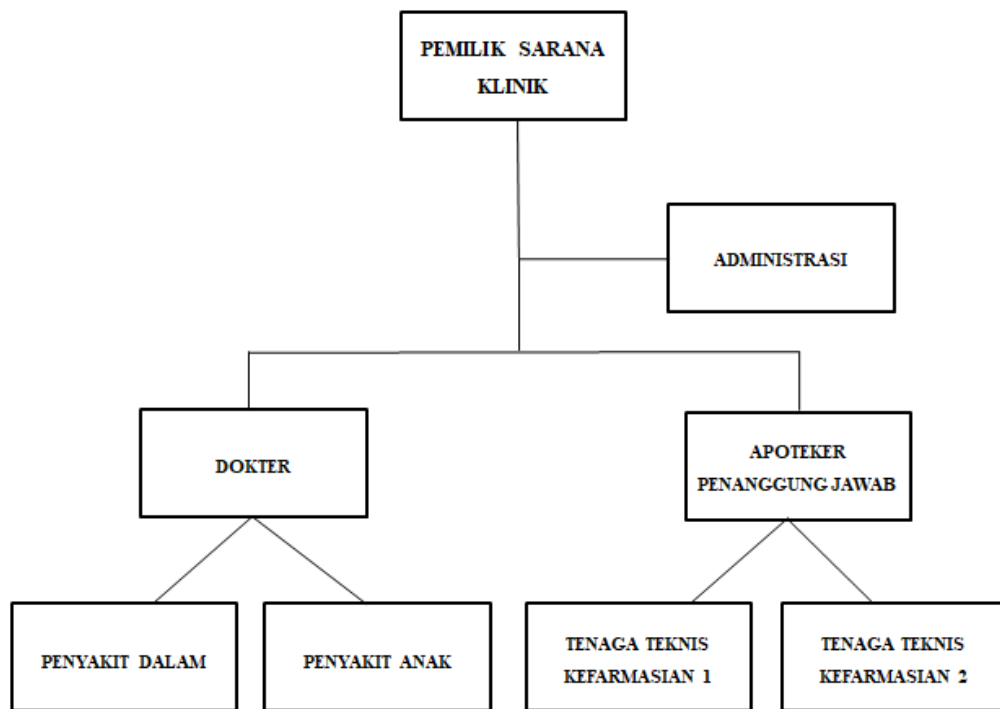 PEMILIK SARANA
KLINIK
ADMINISTRASI
DOKTER
APOTEKER
PENANGGUNG JAWAB
PENYAKIT DALAM
PENYAKIT ANAK
TENAGA TEKNIS
KEFARMASIAN 1
TENAGA TEKNIS
KEFARMASIAN 2